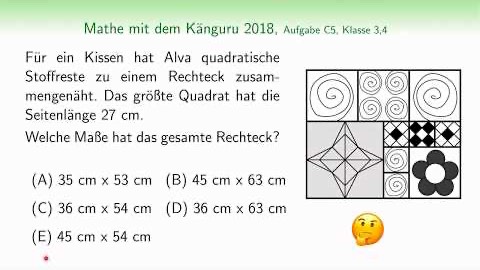 Mathe mit dem Känguru 2018, Aufgabe C5, Klasse 3,4
Für ein Kissen hat Alva quadratische
Stoffreste zu einem Rechteck zusam-
mengenäht. Das größte Quadrat hat die
Seitenlänge 27 cm.
Welche Maße hat das gesamte Rechteck?
(A) 35 cm x 53 cm (B) 45 cm x 63 cm
(C) 36 cm x 54 cm (D) 36 cm x 63 cm
(E) 45 cm x 54 cm